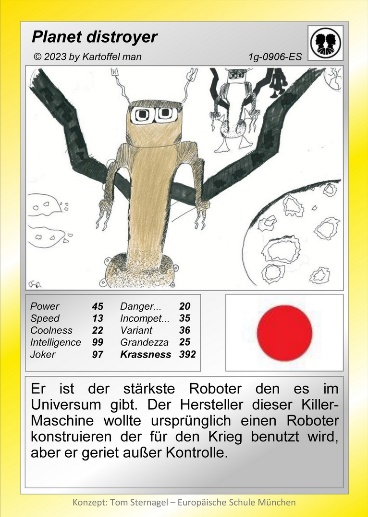 Planet distroyer
© 2023 by Kartoffel man 1g-0906-ES
Power 45 Danger... 20
Speed 13 Incompet... 35
Coolness 22 Variant 36
Intelligence 99 Grandezza 25
Joker 97 Krassness 392
Er ist der stärkste Roboter den es im
Universum gibt. Der Hersteller dieser Killer-
Maschine wollte ursprünglich einen Roboter
konstruieren der für den Krieg benutzt wird,
aber er geriet außer Kontrolle.
Konzept: Tom Sternagel – Europäische Schule München